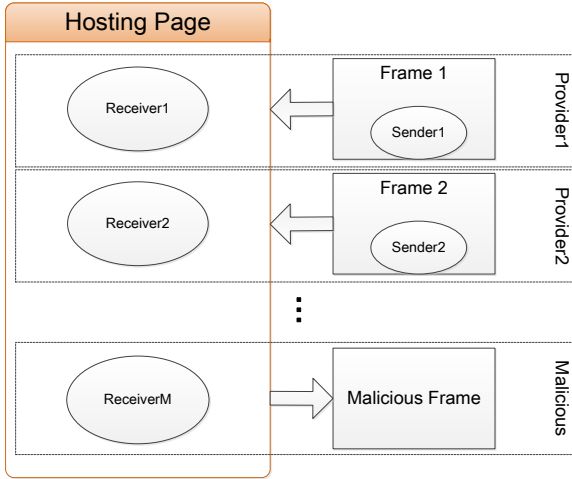 Hosting Page
Receiver1
Frame 1
Sender1
Provider1
Receiver2
Frame 2
Sender2
Provider2
...
ReceiverM
Malicious Frame
Malicious